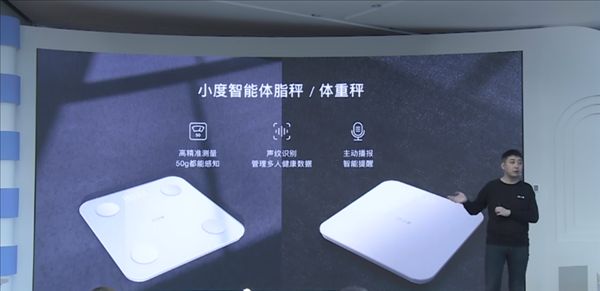 小度智能体脂秤 / 体重秤
50
高精准测量
50g都能感知
声纹识别
管理多人健康数据
主动播报
智能提醒